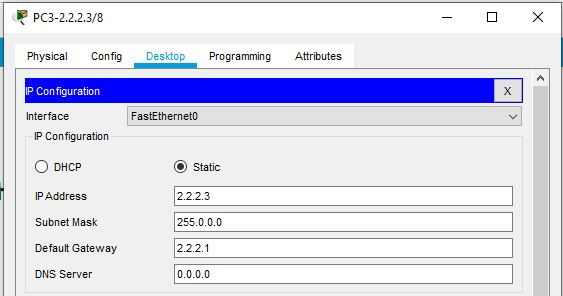 PC3-2.2.2.3/8
Physical Config Desktop Programming Attributes
IP Configuration X
Interface FastEthernet0
IP Configuration
DHCP Static
IP Address 2.2.2.3
Subnet Mask 255.0.0.0
Default Gateway 2.2.2.1
DNS Server 0.0.0.0